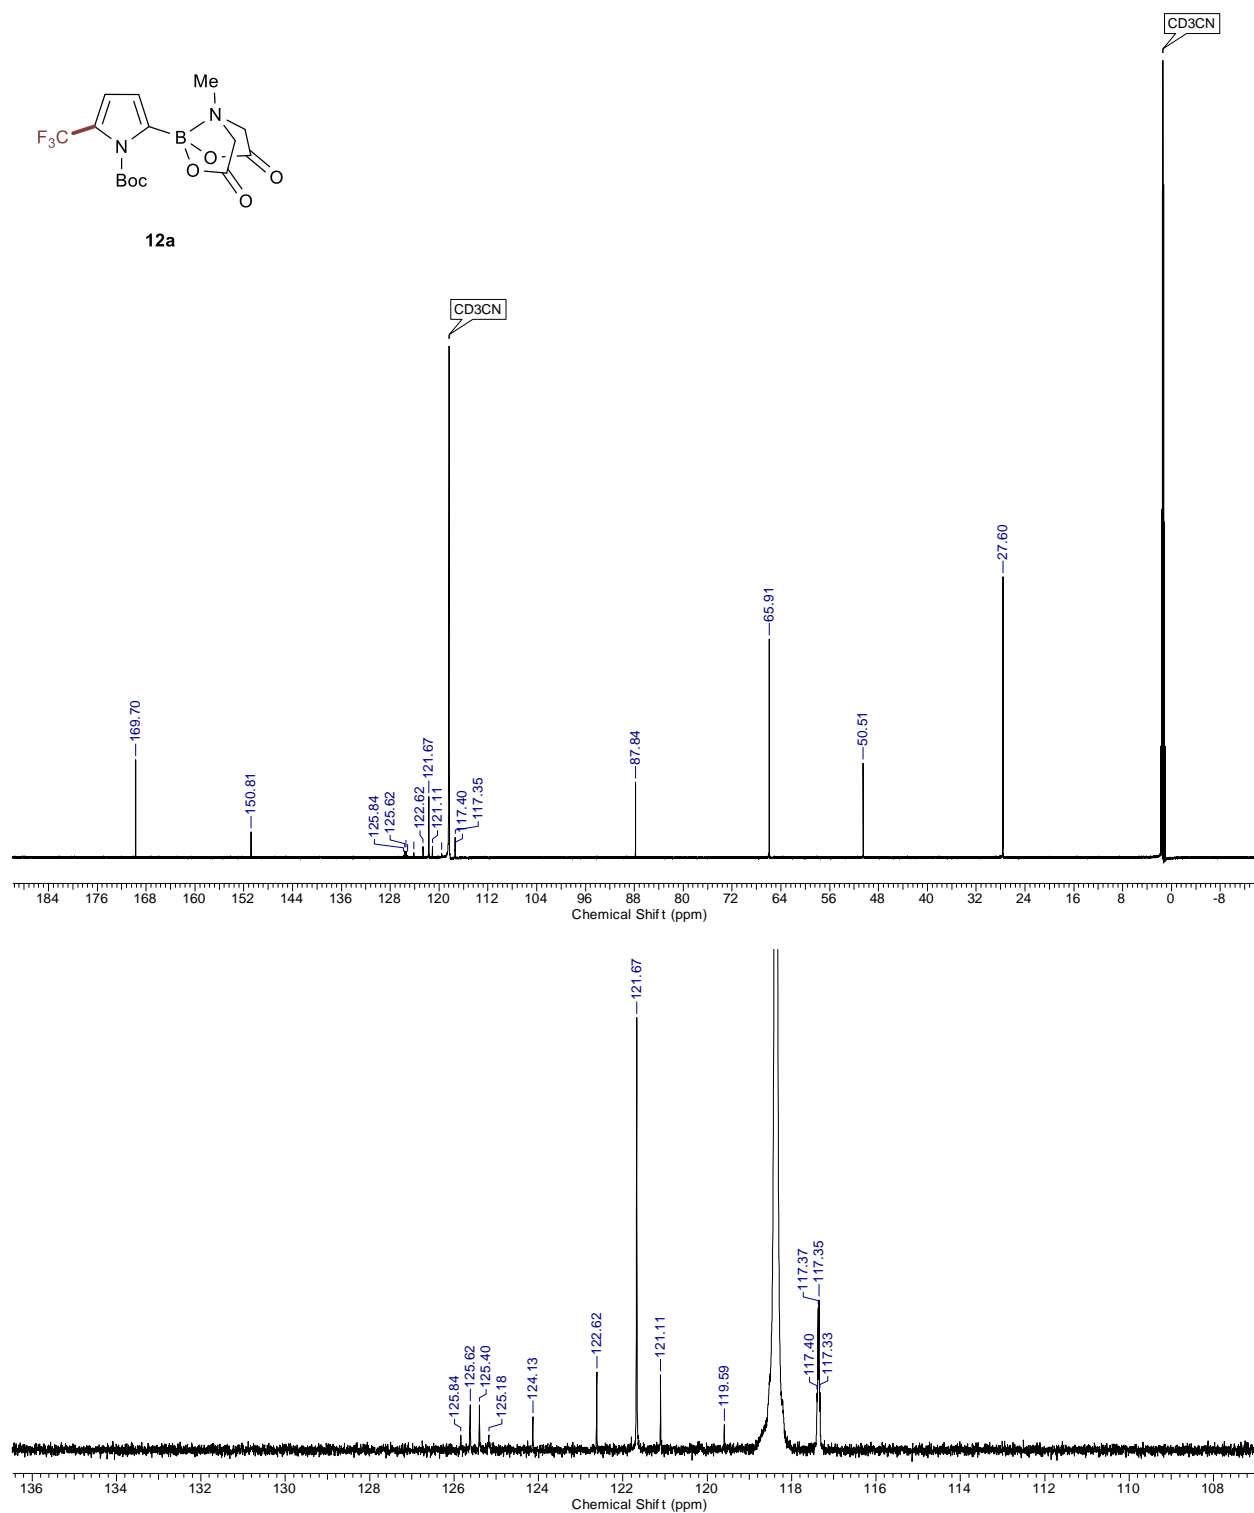 CD3CN
Me
N
F3C
N
B
O
O
O
O
Boc
12a
CD3CN
169.70
150.81
125.84
125.62
122.62
121.67
121.11
117.40
117.35
87.84
65.91
50.51
27.60
184 176 168 160 152 144 136 128 120 112 104 96 88 80 72 64 56 48 40 32 24 16 8 0 -8
Chemical Shift (ppm)
125.84
125.62
125.40
125.18
124.13
122.62
121.67
121.11
119.59
117.40
117.37
117.35
117.33
136 134 132 130 128 126 124 122 120 118 116 114 112 110 108
Chemical Shift (ppm)